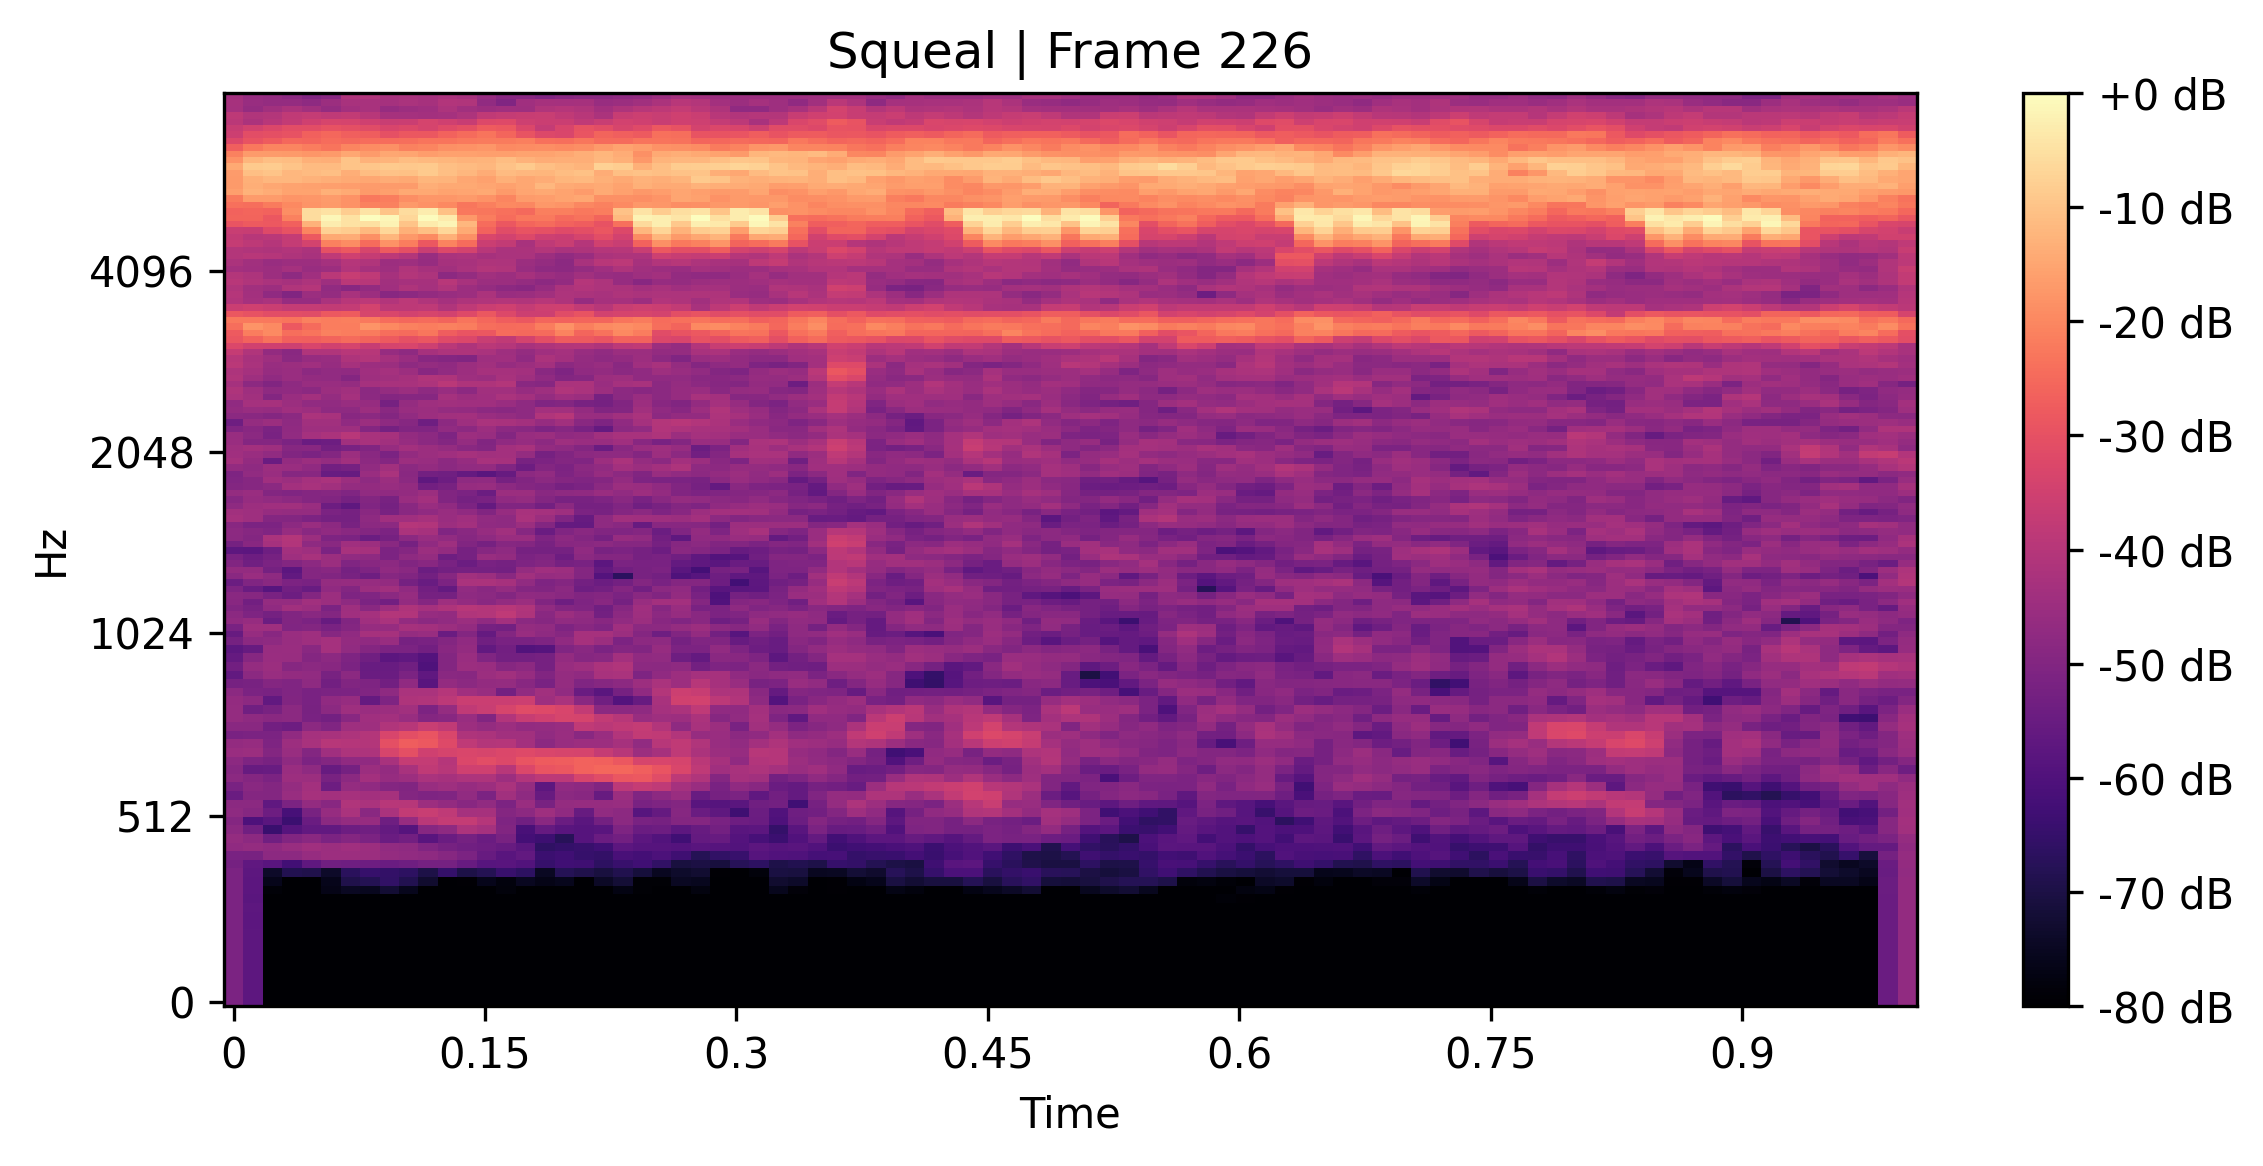 Squeal | Frame 226
Hz
4096
2048
1024
512
0
0 0.15 0.3 0.45 0.6 0.75 0.9
Time
+0 dB
-10 dB
-20 dB
-30 dB
-40 dB
-50 dB
-60 dB
-70 dB
-80 dB